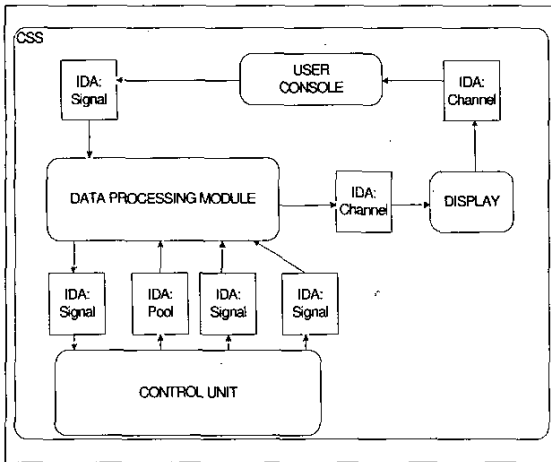 CSS
USER
CONSOLE
IDA:
Signal
IDA:
Channel
DATA PROCESSING MODULE
IDA:
Channel
DISPLAY
IDA:
Signal
IDA:
Pool
IDA:
Signal
IDA:
Signal
CONTROL UNIT